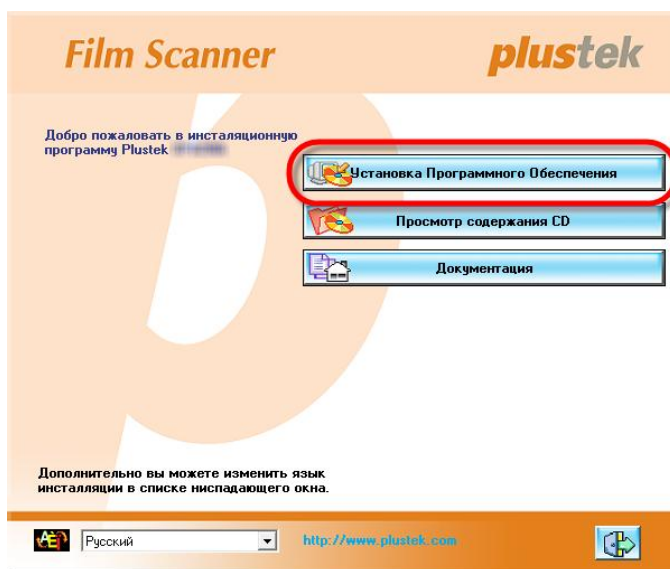 Film Scanner
plustek
Добро пожаловать в инсталяционную
программу Plustek
Установка Программного Обеспечения
Просмотр содержания CD
Документация
Дополнительно вы можете изменить язык
инсталляции в списке ниспадающего окна.
Русский
http://www.plustek.com